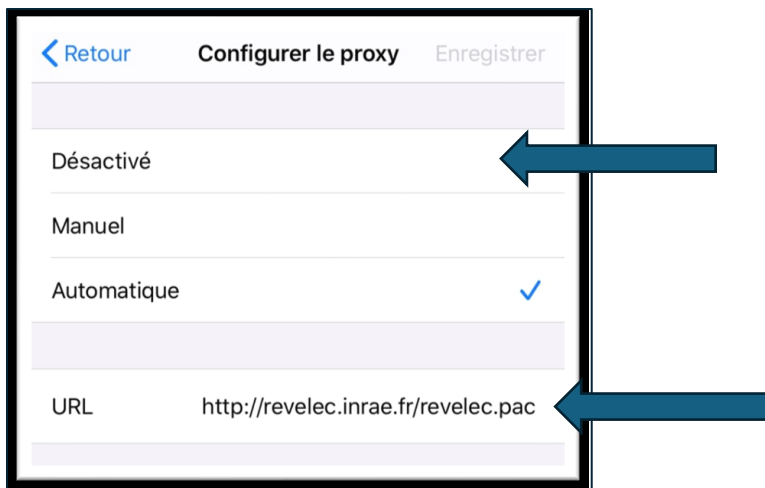 Retour Configurer le proxy Enregistrer
Désactivé
Manuel
Automatique
URL http://revelec.inrae.fr/revelec.pac